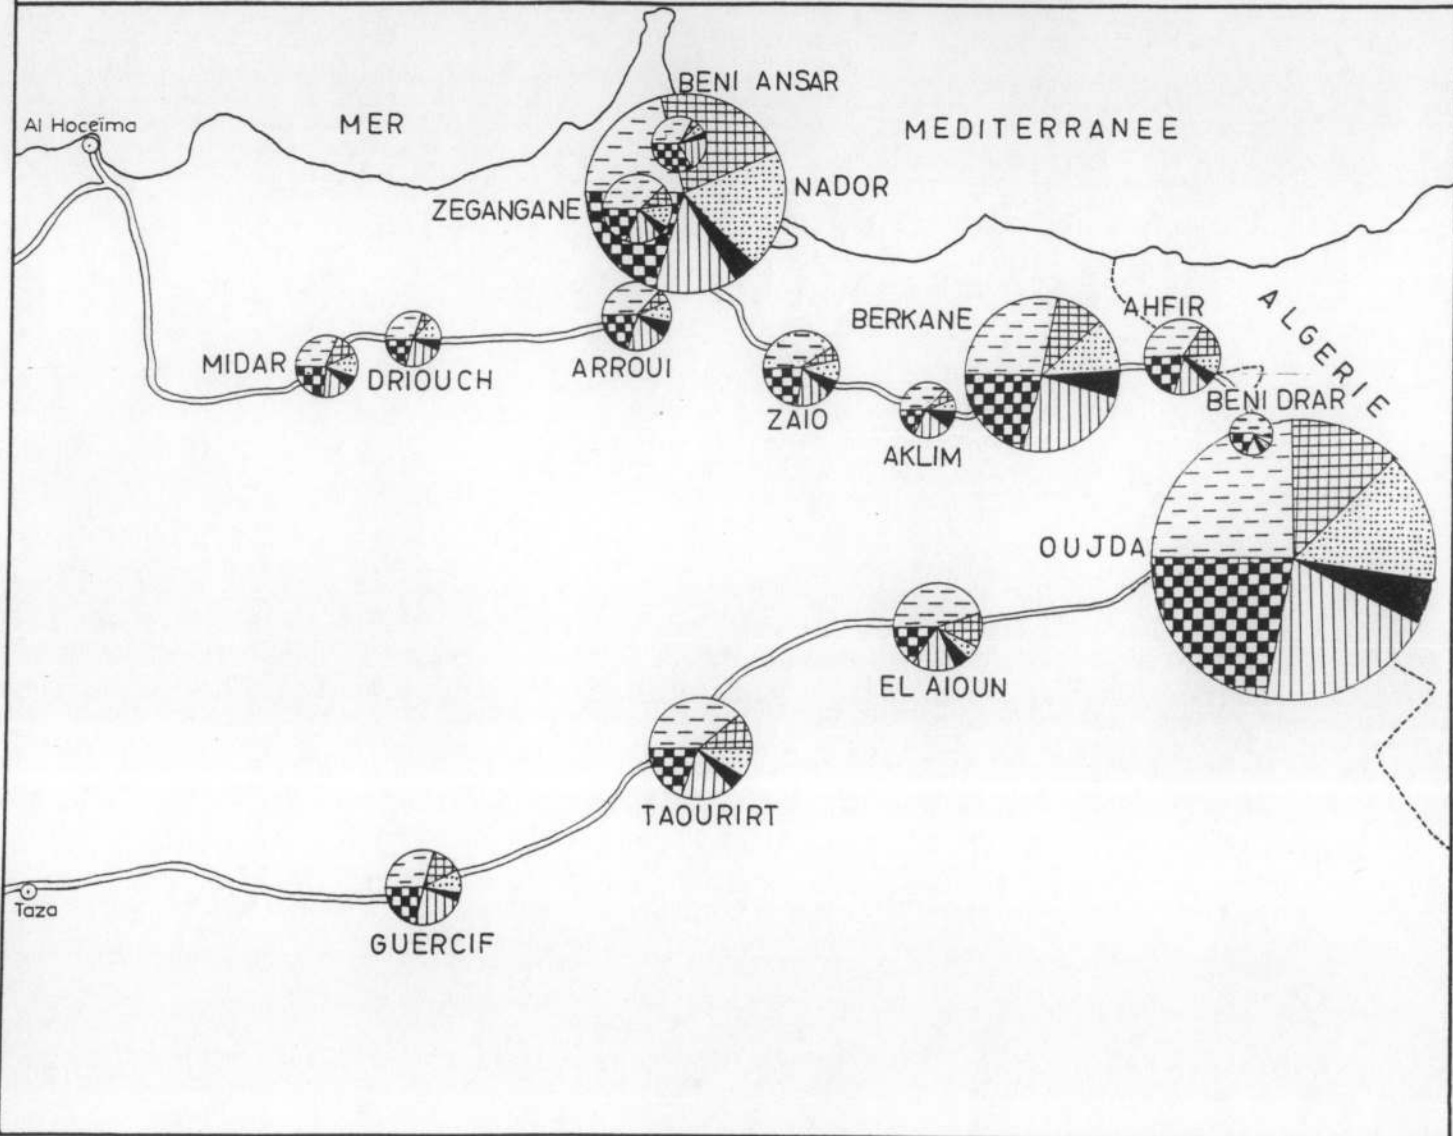 BENI ANSAR
Al Hoceïma
MER
MEDITERRANEE
NADOR
ZEGANGANE
ALGERIE
AHFIR
BERKANE
MIDAR
DRIOUCH
ARROUI
ZAIO
BENI DRAR
AKLIM
OUJDA
EL AIOUN
TAOURIRT
Taza
GUERCIF